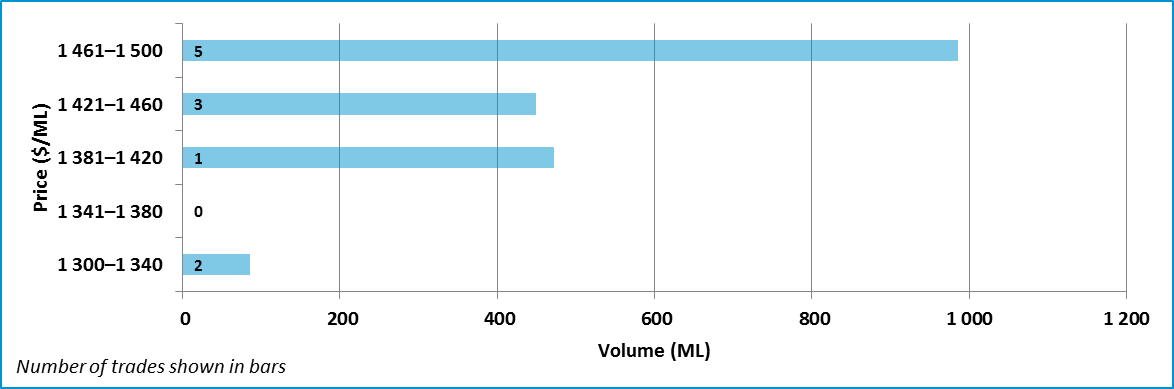 Price ($/ML)
1 461–1 500
5
1 421–1 460
3
1 381–1 420
1
1 341–1 380
0
1 300–1 340
2
0 200 400 600 800 1 000 1 200
Volume (ML)
Number of trades shown in bars